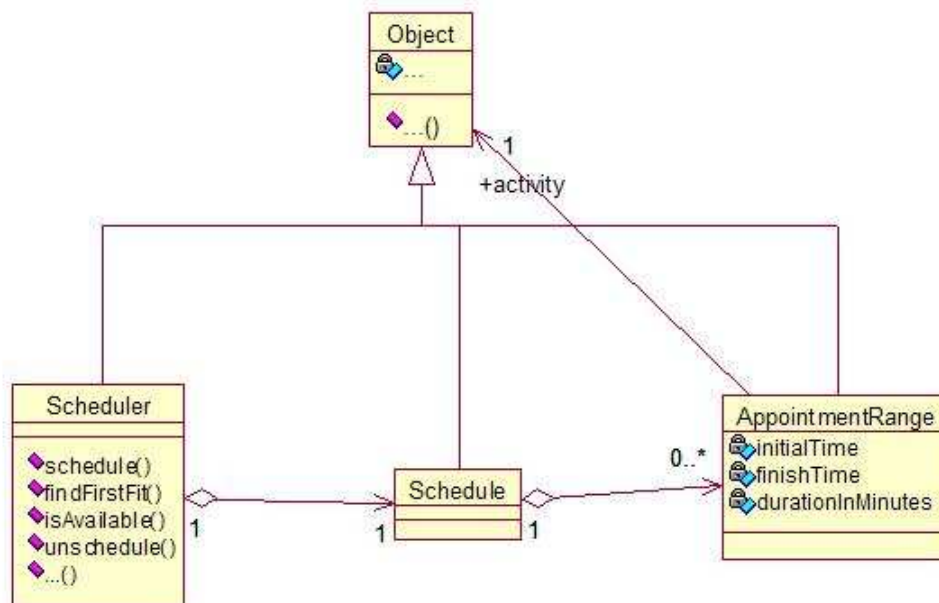 Object
...
...()
1
+activity
Scheduler
schedule()
findFirstFit()
isAvailable()
unschedule()
...()
1
1
Schedule
1
0..*
AppointmentRange
initialTime
finishTime
durationInMinutes